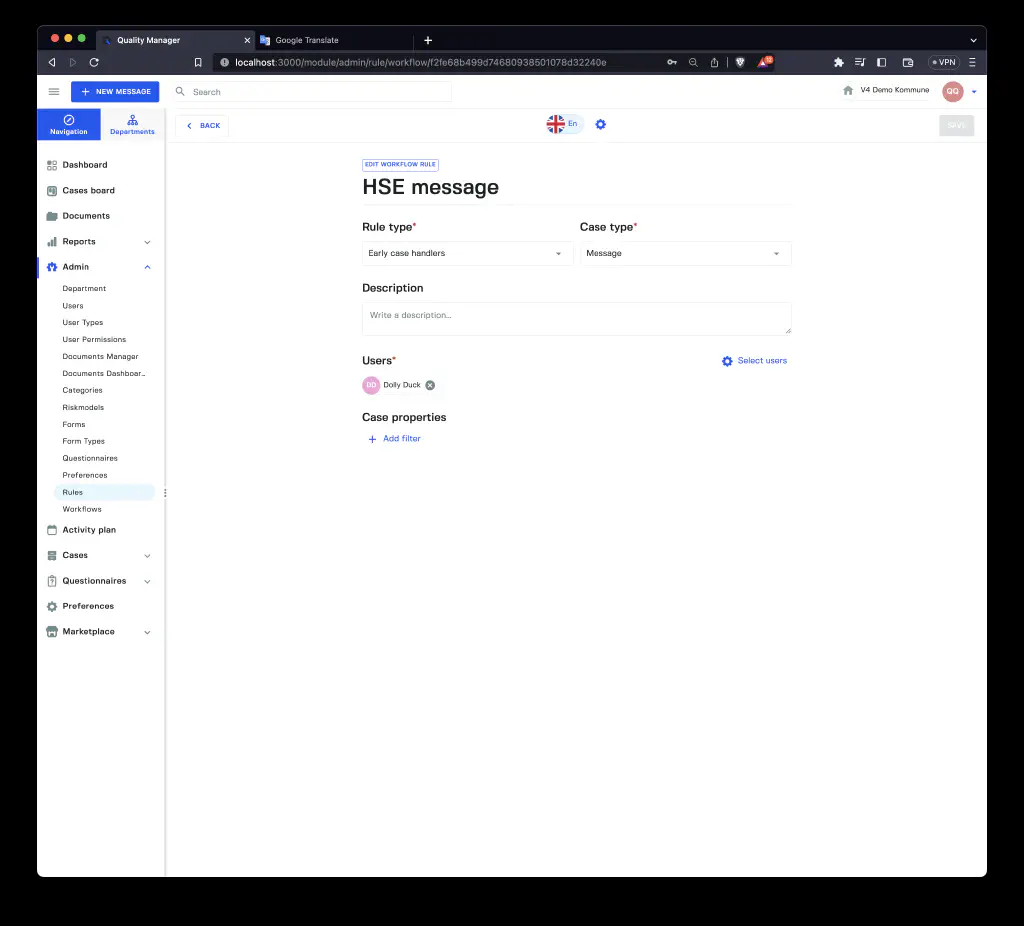 Quality Manager
Google Translate
localhost:3000/module/admin/rule/workflow/f2fe68b499d74680938501078d32240e
VPN
NEW MESSAGE
Search
V4 Demo Kommune
QQ
Navigation
Departments
BACK
En
SAVE
Dashboard
Cases board
Documents
Reports
Admin
Department
Users
User Types
User Permissions
Documents Manager
Documents Dashboar...
Categories
Riskmodels
Forms
Form Types
Questionnaires
Preferences
Rules
Workflows
Activity plan
Cases
Questionnaires
Preferences
Marketplace
EDIT WORKFLOW RULE
HSE message
Rule type*
Case type*
Early case handlers
Message
Description
Write a description...
Users*
Select users
DD
Dolly Duck
Case properties
Add filter